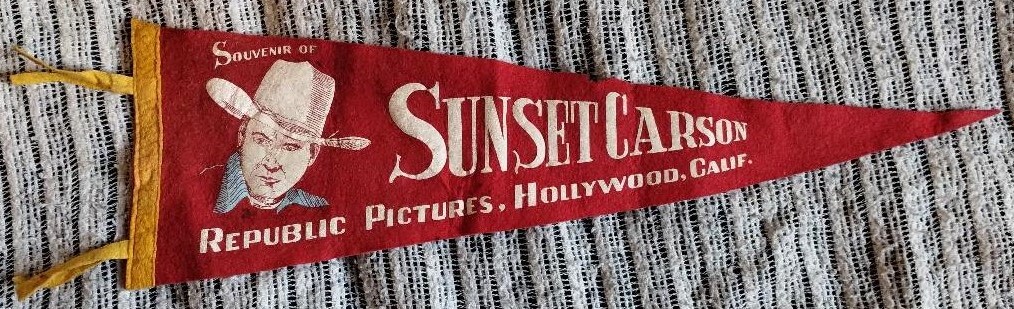 SOUVENIR OF
SUNSET CARSON
REPUBLIC PICTURES, HOLLYWOOD, CALIF.